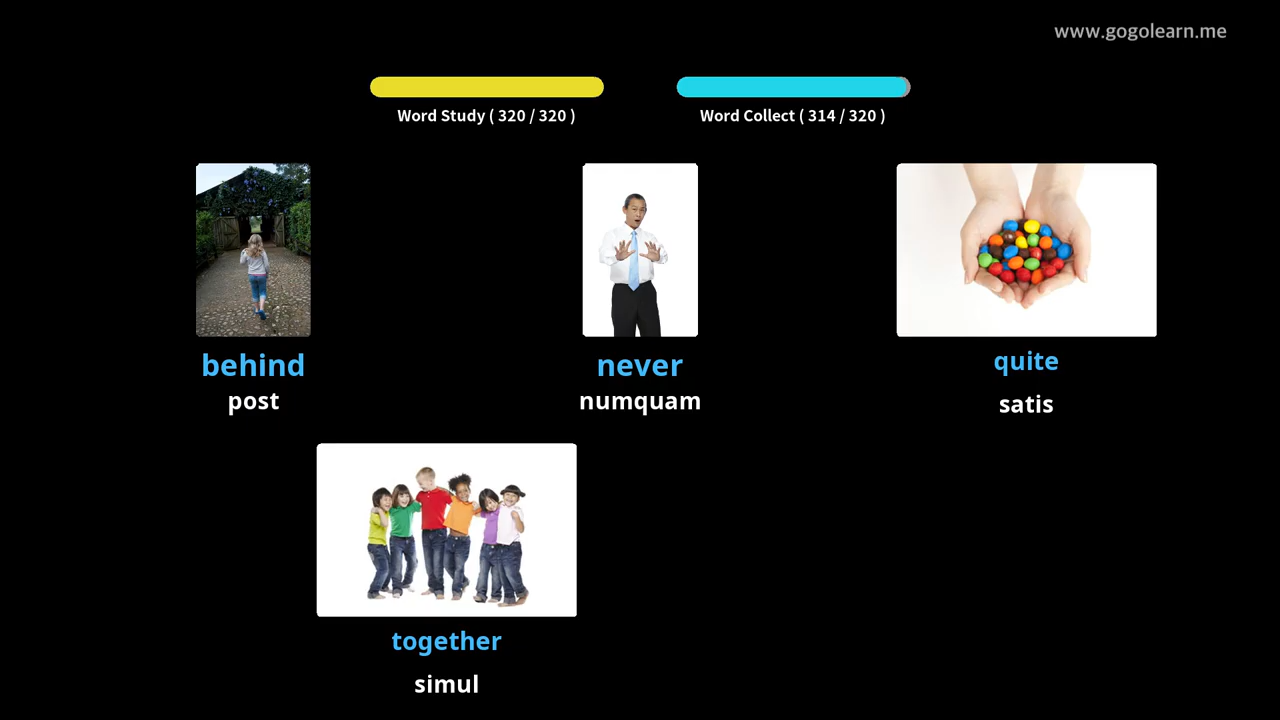 www.gogolearn.me
Word Study ( 320 / 320 )
Word Collect ( 314 / 320 )
behind
post
never
numquam
quite
satis
together
simul